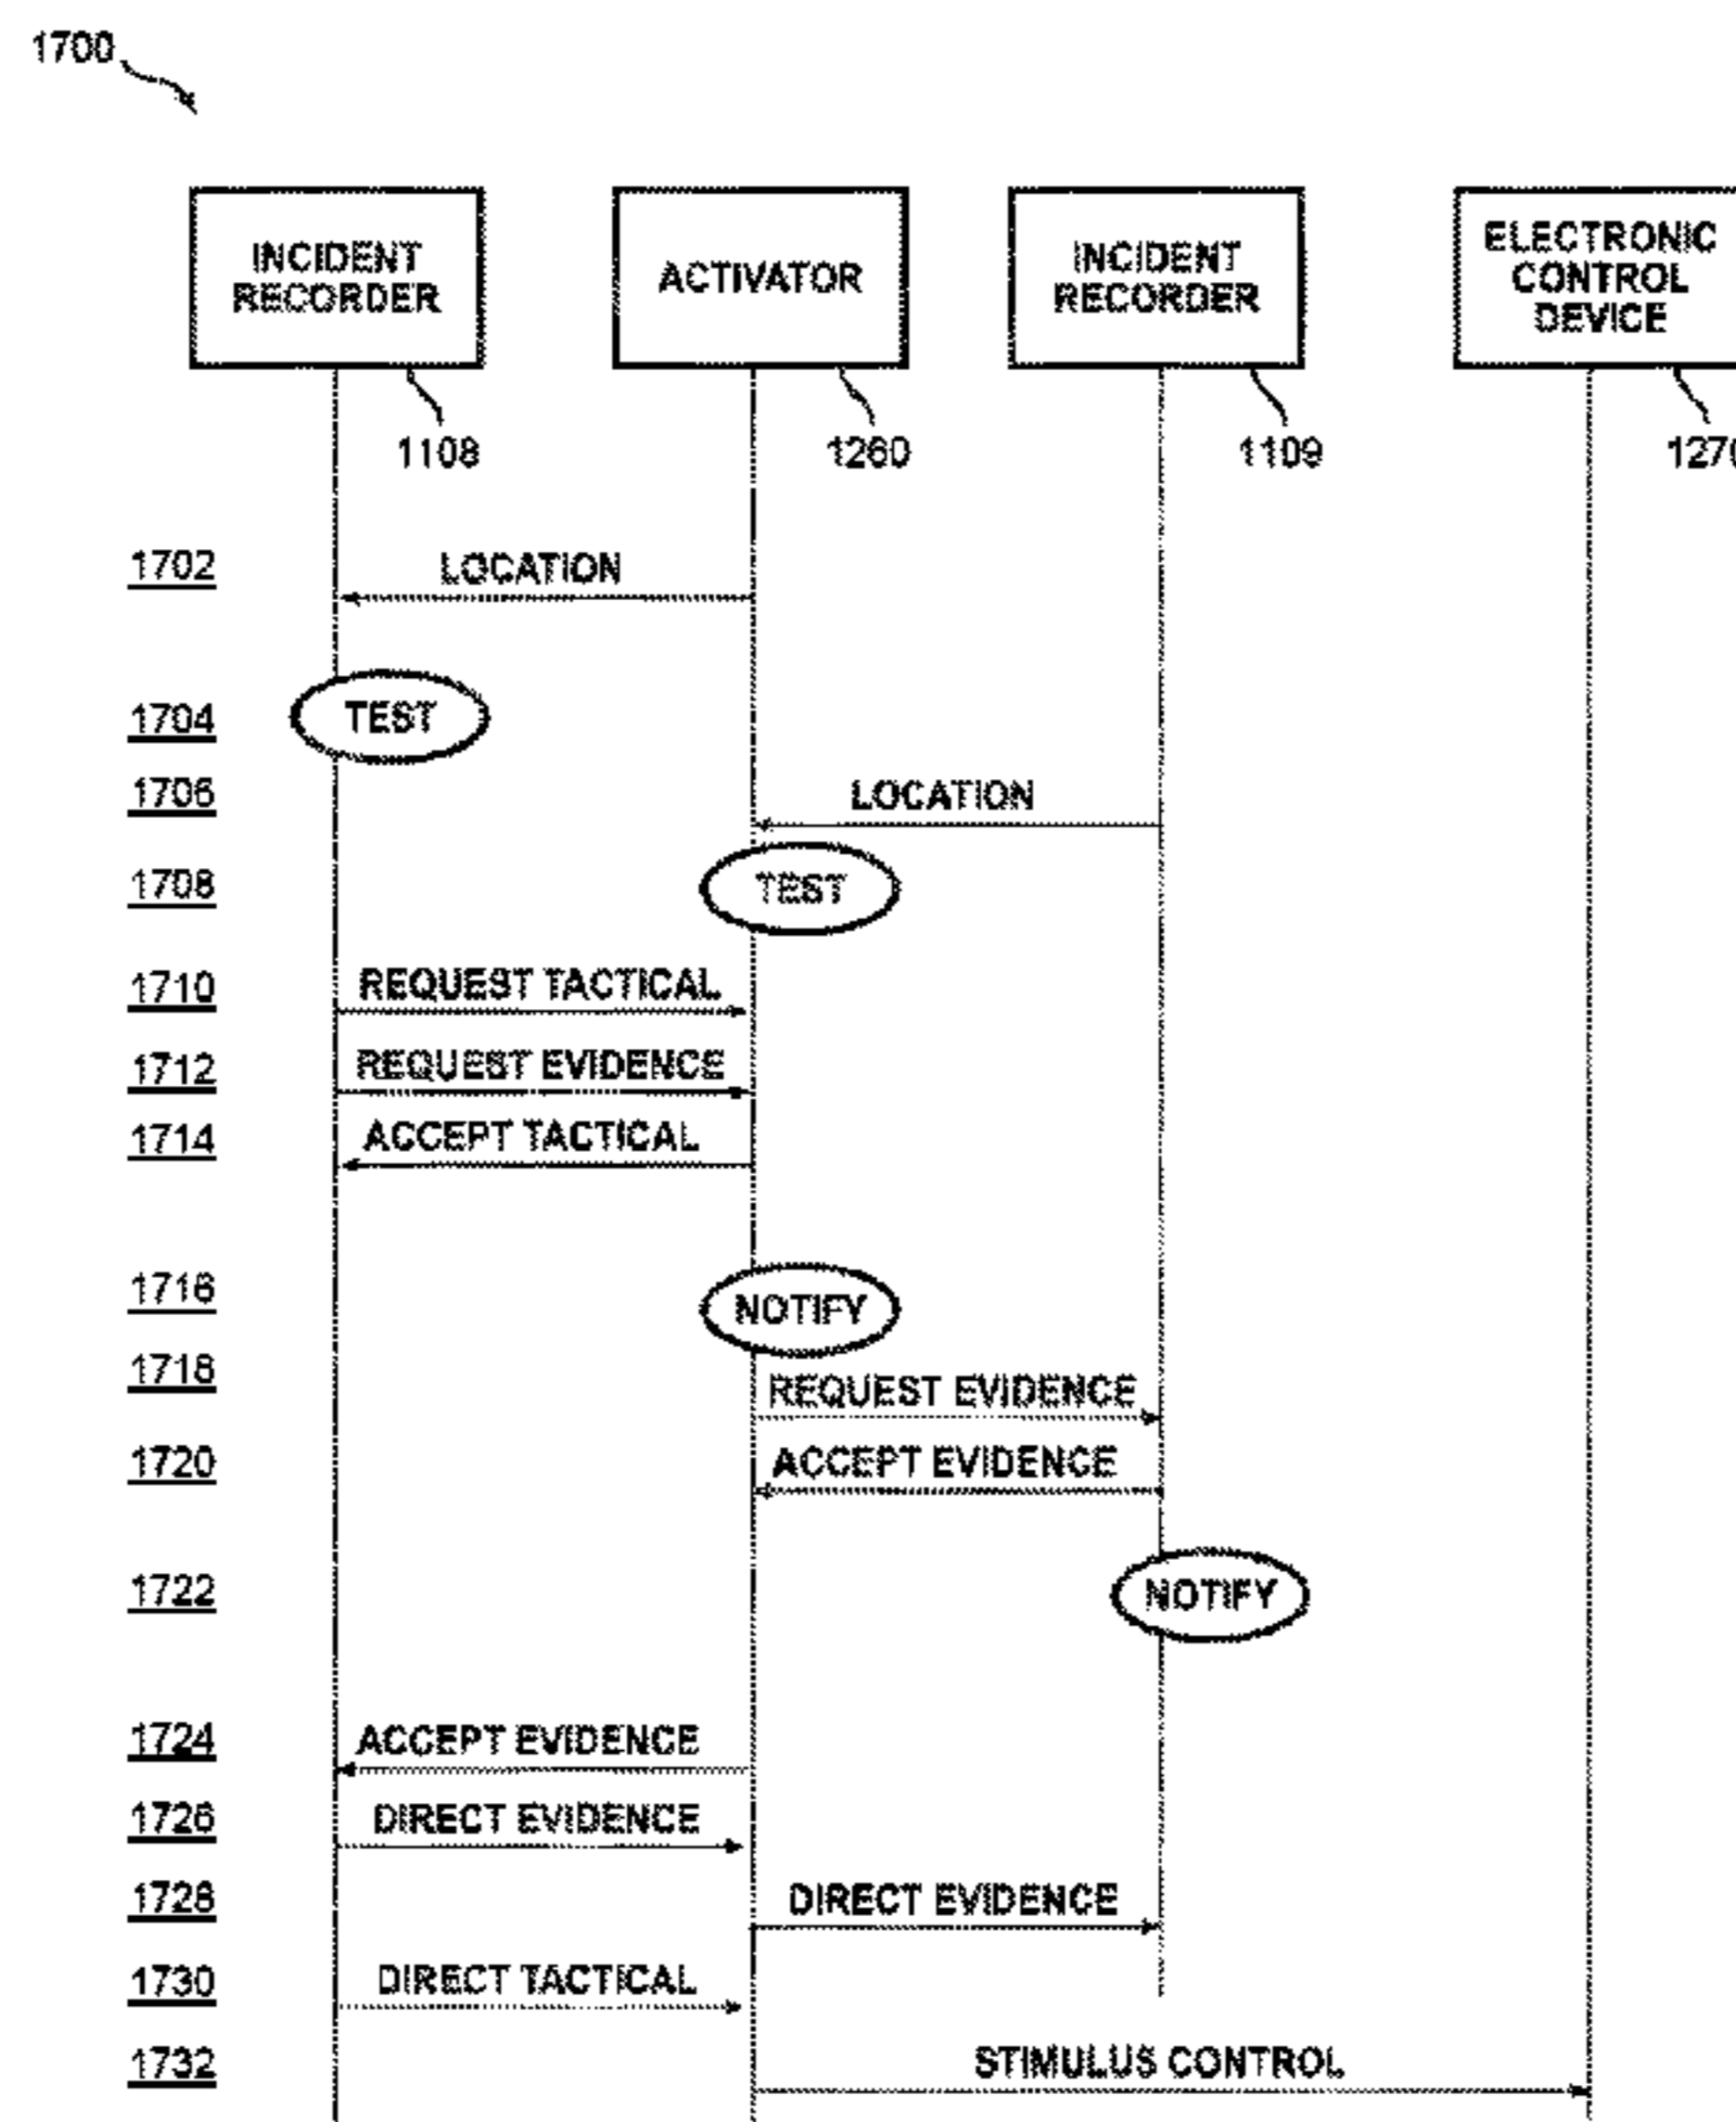 1700
INCIDENT
RECORDER
ACTIVATOR
INCIDENT
RECORDER
ELECTRONIC
CONTROL
DEVICE
1108
1260
1109
1270
1702
LOCATION
1704
TEST
1706
LOCATION
1708
TEST
1710
REQUEST TACTICAL
1712
REQUEST EVIDENCE
1714
ACCEPT TACTICAL
1716
NOTIFY
1718
REQUEST EVIDENCE
1720
ACCEPT EVIDENCE
1722
NOTIFY
1724
ACCEPT EVIDENCE
1726
DIRECT EVIDENCE
1728
DIRECT EVIDENCE
1730
DIRECT TACTICAL
1732
STIMULUS CONTROL